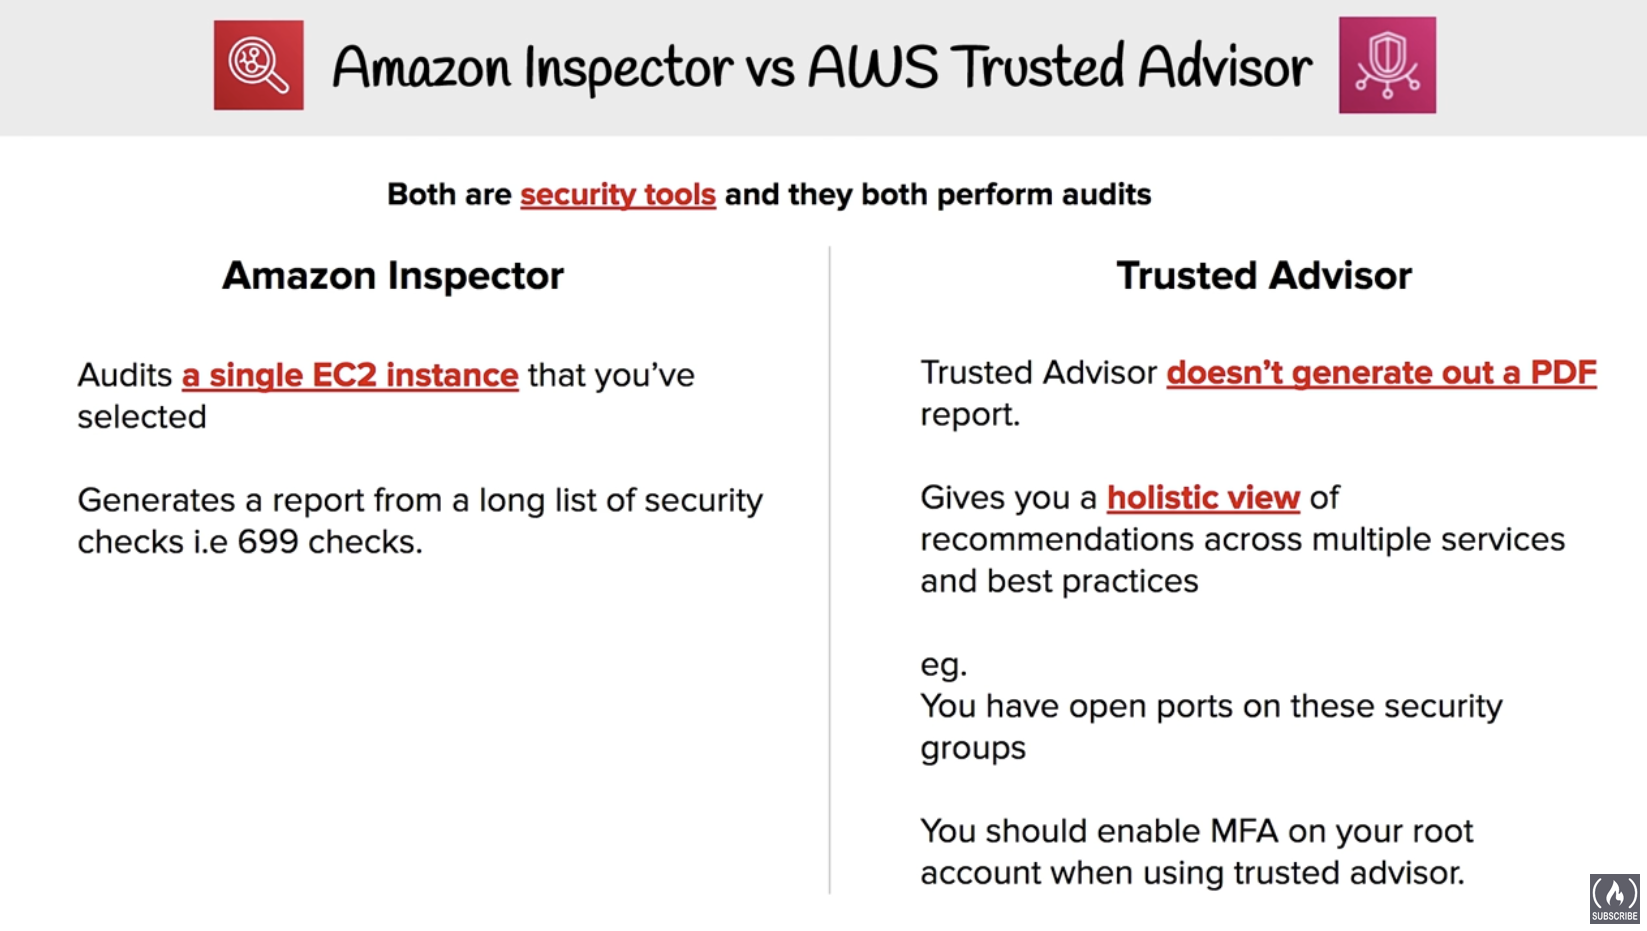 Amazon Inspector vs AWS Trusted Advisor
Both are security tools and they both perform audits
Amazon Inspector
Audits a single EC2 instance that you've
selected
Generates a report from a long list of security
checks i.e 699 checks.
Trusted Advisor
Trusted Advisor doesn't generate out a PDF
report.
Gives you a holistic view of
recommendations across multiple services
and best practices
eg.
You have open ports on these security
groups
You should enable MFA on your root
account when using trusted advisor.
SUBSCRIBE